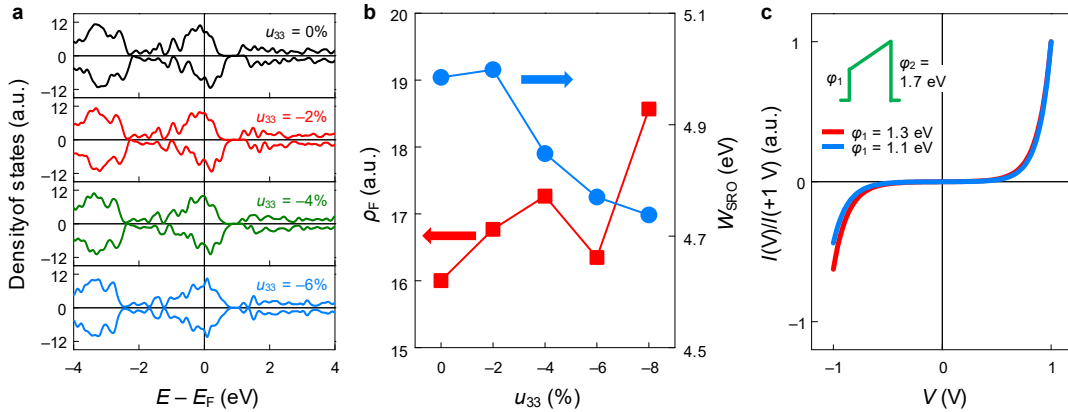 a
Density of states (a.u.)
12
0
−12
12
0
−12
12
0
−12
12
0
−12
u33 = 0%
u33 = −2%
u33 = −4%
u33 = −6%
−4
−2
0
2
4
E − EF (eV)
b
ρF (a.u.)
20
19
18
17
16
15
5.1
4.9
4.7
4.5
WSRO (eV)
0
−2
−4
−6
−8
u33 (%)
c
I(V)/I(+1 V) (a.u.)
1
0
−1
φ1
φ2 =
1.7 eV
φ1 = 1.3 eV
φ1 = 1.1 eV
−1
0
1
V (V)